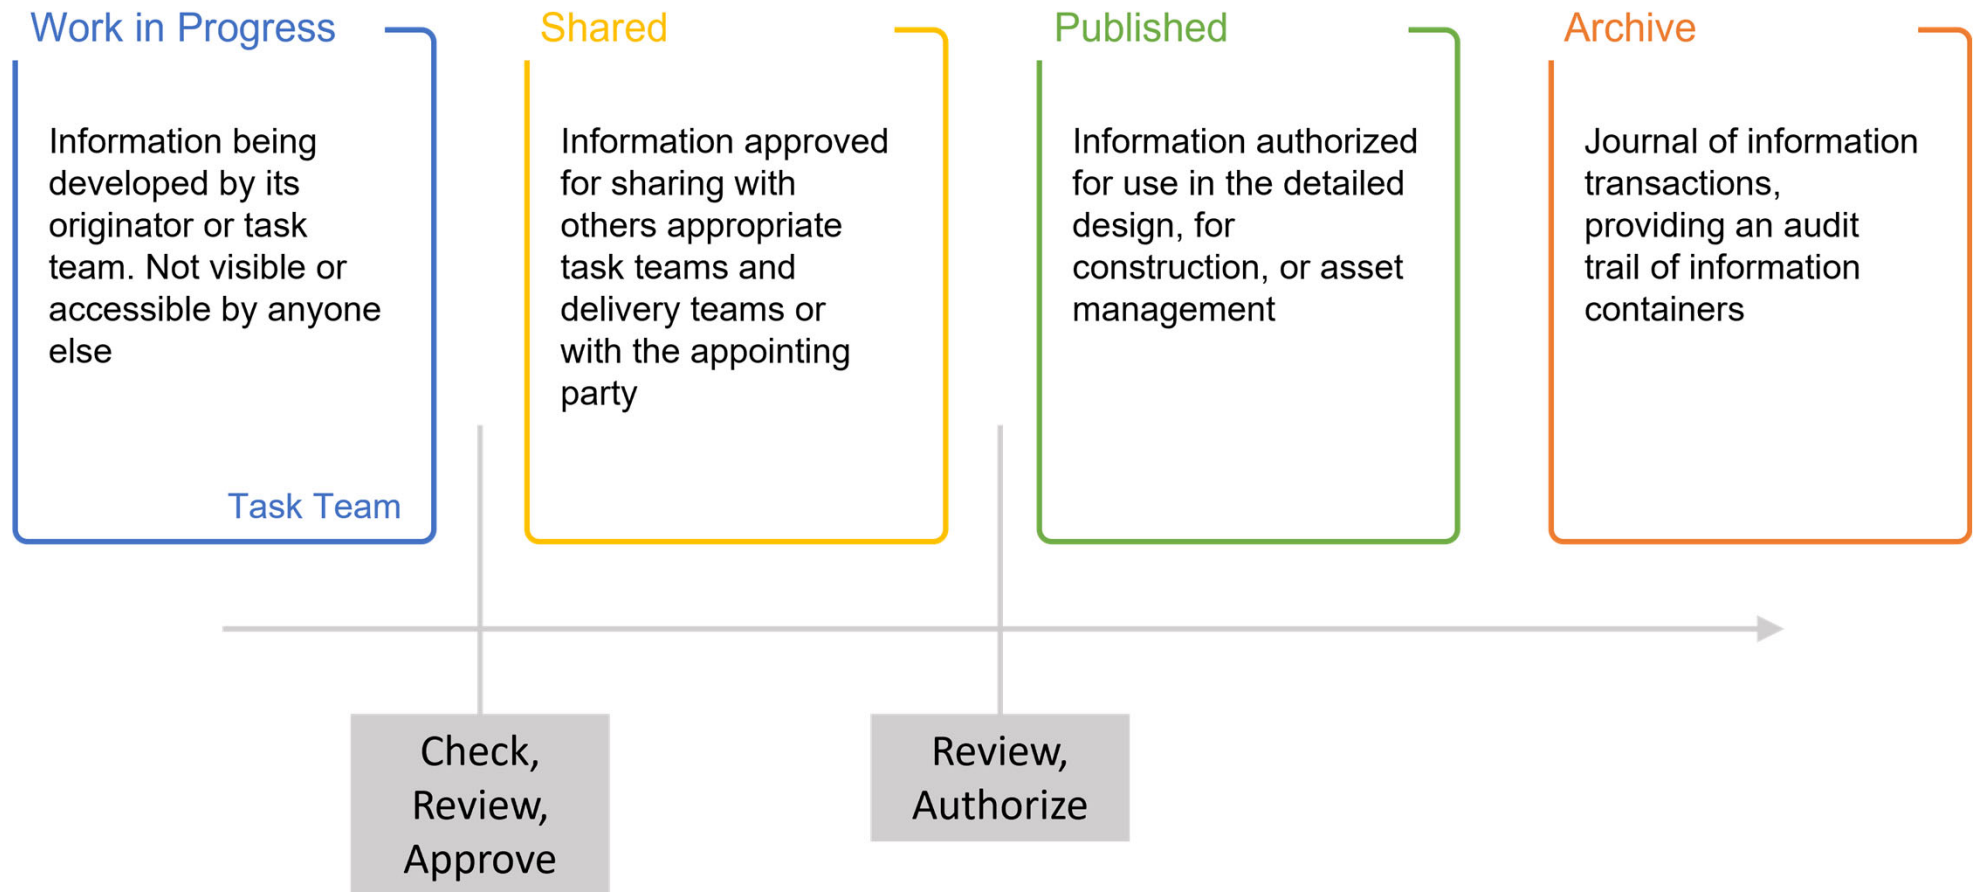 Work in Progress
Information being
developed by its
originator or task
team. Not visible or
accessible by anyone
else
Task Team
Shared
Information approved
for sharing with
others appropriate
task teams and
delivery teams or
with the appointing
party
Published
Information authorized
for use in the detailed
design, for
construction, or asset
management
Archive
Journal of information
transactions,
providing an audit
trail of information
containers
Check,
Review,
Approve
Review,
Authorize